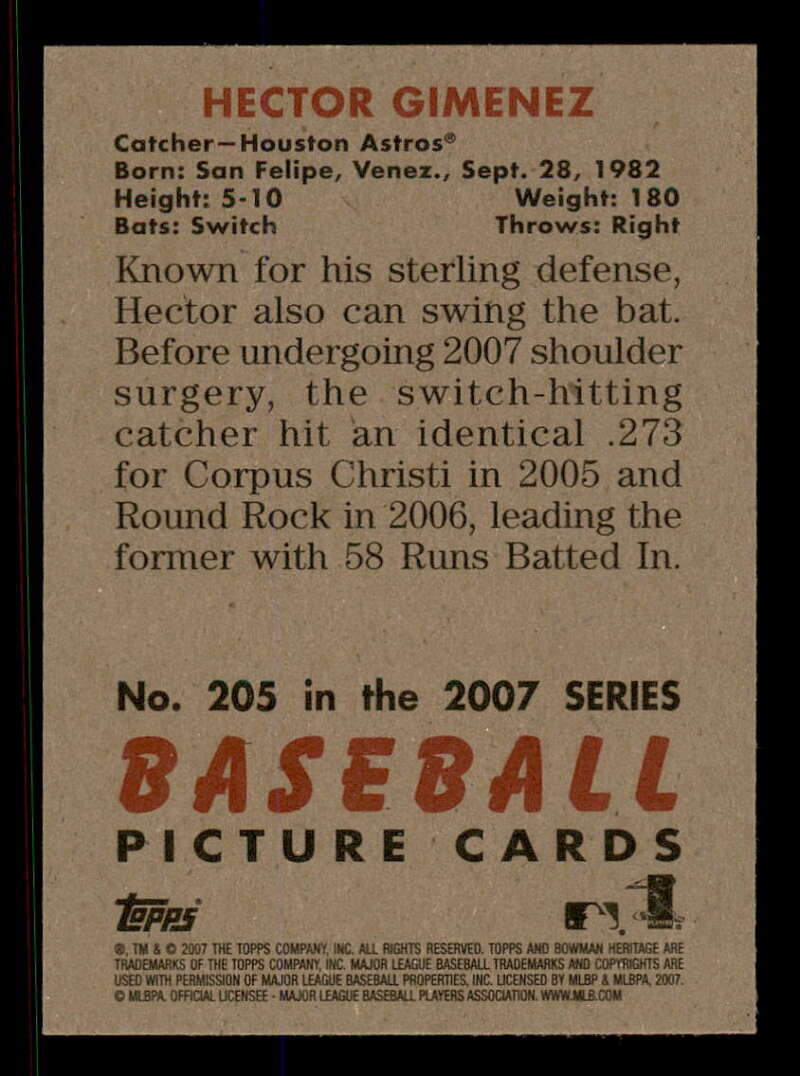 HECTOR GIMENEZ
Catcher—Houston Astros®
Born: San Felipe, Venez., Sept. 28, 1982
Height: 5-10 Weight: 180
Bats: Switch Throws: Right
Known for his sterling defense,
Hector also can swing the bat.
Before undergoing 2007 shoulder
surgery, the switch-hitting
catcher hit an identical .273
for Corpus Christi in 2005 and
Round Rock in 2006, leading the
former with 58 Runs Batted In.
No. 205 in the 2007 SERIES
BASEBALL
PICTURE CARDS
topps
®, TM & © 2007 THE TOPPS COMPANY, INC. ALL RIGHTS RESERVED. TOPPS AND BOWMAN HERITAGE ARE
TRADEMARKS OF THE TOPPS COMPANY, INC. MAJOR LEAGUE BASEBALL TRADEMARKS AND COPYRIGHTS ARE
USED WITH PERMISSION OF MAJOR LEAGUE BASEBALL PROPERTIES, INC. LICENSED BY MLBP & MLBPA, 2007.
© MLBPA. OFFICIAL LICENSEE - MAJOR LEAGUE BASEBALL PLAYERS ASSOCIATION. WWW.MLB.COM